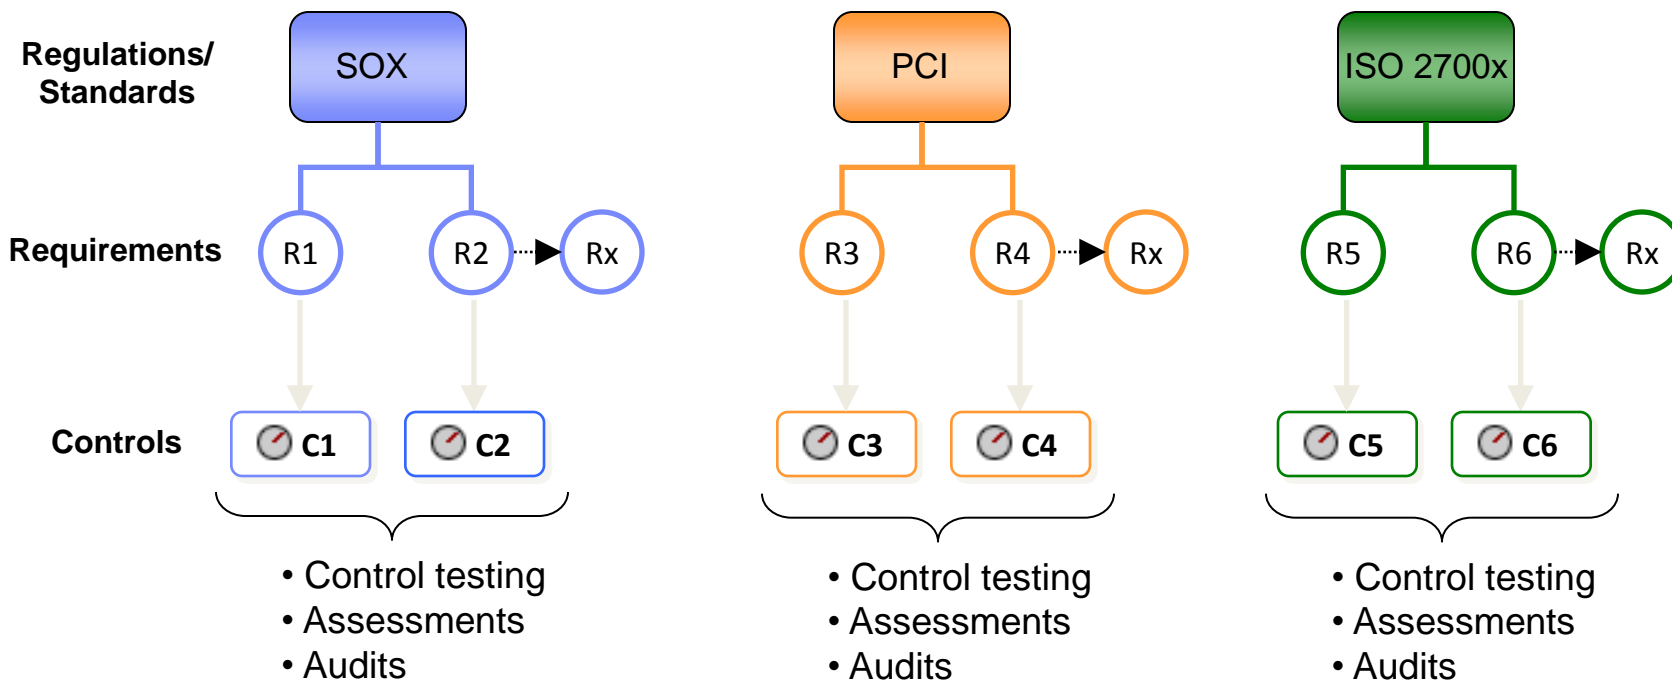 Regulations/
Standards
SOX
PCI
ISO 2700x
Requirements
R1
R2
Rx
R3
R4
Rx
R5
R6
Rx
Controls
C1
C2
C3
C4
C5
C6
• Control testing
• Assessments
• Audits
• Control testing
• Assessments
• Audits
• Control testing
• Assessments
• Audits